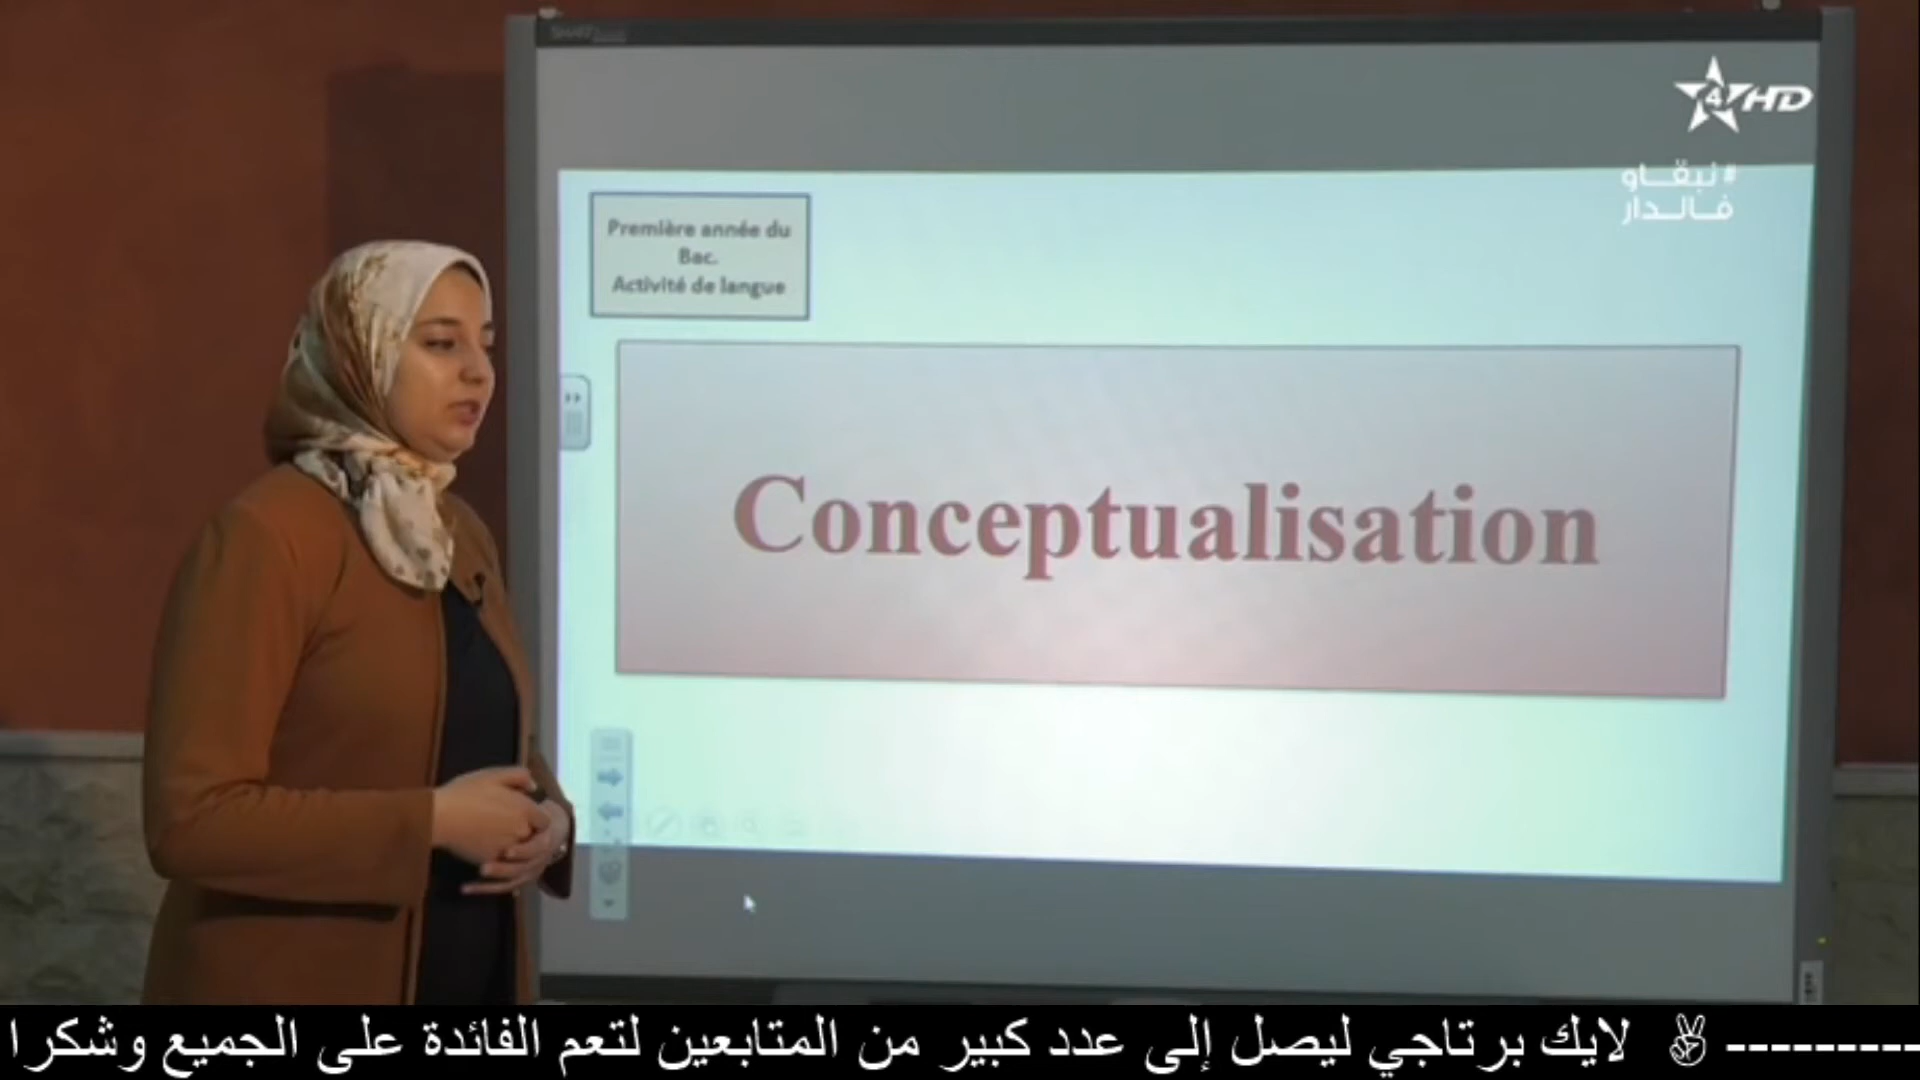 SMART
4 HD
#نبقاو
فالدار
Première année du
Bac.
Activité de langue
Conceptualisation
--------- ✌ لايك برتاجي ليصل إلى عدد كبير من المتابعين لتعم الفائدة على الجميع وشكرا